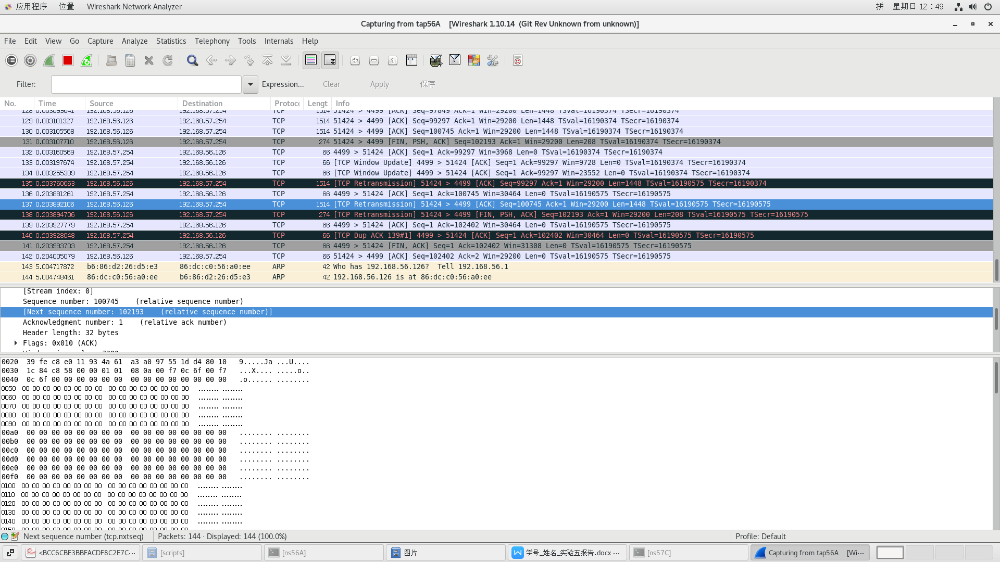 应用程序 位置 Wireshark Network Analyzer 拼 星期日 12：49
Capturing from tap56A [Wireshark 1.10.14 (Git Rev Unknown from unknown)]
File Edit View Go Capture Analyze Statistics Telephony Tools Internals Help
Filter: Expression... Clear Apply 保存
No. Time Source Destination Protoc Lengt Info
128 0.003099841 192.168.56.126 192.168.57.254 TCP 1514 51424 > 4499 [ACK] Seq=97849 Ack=1 Win=29200 Len=1448 TSval=16190374 TSecr=16190374
129 0.003101327 192.168.56.126 192.168.57.254 TCP 1514 51424 > 4499 [ACK] Seq=99297 Ack=1 Win=29200 Len=1448 TSval=16190374 TSecr=16190374
130 0.003105568 192.168.56.126 192.168.57.254 TCP 1514 51424 > 4499 [ACK] Seq=100745 Ack=1 Win=29200 Len=1448 TSval=16190374 TSecr=16190374
131 0.003107710 192.168.56.126 192.168.57.254 TCP 274 51424 > 4499 [FIN, PSH, ACK] Seq=102193 Ack=1 Win=29200 Len=208 TSval=16190374 TSecr=16190374
132 0.003160569 192.168.57.254 192.168.56.126 TCP 66 4499 > 51424 [ACK] Seq=1 Ack=99297 Win=3968 Len=0 TSval=16190374 TSecr=16190374
133 0.003197674 192.168.57.254 192.168.56.126 TCP 66 [TCP Window Update] 4499 > 51424 [ACK] Seq=1 Ack=99297 Win=9728 Len=0 TSval=16190374 TSecr=16190374
134 0.003255309 192.168.57.254 192.168.56.126 TCP 66 [TCP Window Update] 4499 > 51424 [ACK] Seq=1 Ack=99297 Win=23552 Len=0 TSval=16190374 TSecr=16190374
135 0.203760663 192.168.56.126 192.168.57.254 TCP 1514 [TCP Retransmission] 51424 > 4499 [ACK] Seq=99297 Ack=1 Win=29200 Len=1448 TSval=16190575 TSecr=16190374
136 0.203881261 192.168.57.254 192.168.56.126 TCP 66 4499 > 51424 [ACK] Seq=1 Ack=100745 Win=30464 Len=0 TSval=16190575 TSecr=16190575
137 0.203892106 192.168.56.126 192.168.57.254 TCP 1514 [TCP Retransmission] 51424 > 4499 [ACK] Seq=100745 Ack=1 Win=29200 Len=1448 TSval=16190575 TSecr=16190575
138 0.203894706 192.168.56.126 192.168.57.254 TCP 274 [TCP Retransmission] 51424 > 4499 [FIN, PSH, ACK] Seq=102193 Ack=1 Win=29200 Len=208 TSval=16190575 TSecr=16190575
139 0.203927779 192.168.57.254 192.168.56.126 TCP 66 4499 > 51424 [ACK] Seq=1 Ack=102402 Win=30464 Len=0 TSval=16190575 TSecr=16190575
140 0.203928048 192.168.57.254 192.168.56.126 TCP 66 [TCP Dup ACK 139#1] 4499 > 51424 [ACK] Seq=1 Ack=102402 Win=30464 Len=0 TSval=16190575 TSecr=16190575
141 0.203993703 192.168.57.254 192.168.56.126 TCP 66 4499 > 51424 [FIN, ACK] Seq=1 Ack=102402 Win=31308 Len=0 TSval=16190575 TSecr=16190575
142 0.204005079 192.168.56.126 192.168.57.254 TCP 66 51424 > 4499 [ACK] Seq=102402 Ack=2 Win=29200 Len=0 TSval=16190575 TSecr=16190575
143 5.004717872 b6:86:d2:26:d5:e3 86:dc:c0:56:a0:ee ARP 42 Who has 192.168.56.126? Tell 192.168.56.1
144 5.004748461 86:dc:c0:56:a0:ee b6:86:d2:26:d5:e3 ARP 42 192.168.56.126 is at 86:dc:c0:56:a0:ee
[Stream index: 0]
Sequence number: 100745 (relative sequence number)
[Next sequence number: 102193 (relative sequence number)]
Acknowledgment number: 1 (relative ack number)
Header length: 32 bytes
Flags: 0x010 (ACK)
0020 39 fe c8 e0 11 93 4a 61 a3 a0 97 55 1d d4 80 10 9.....Ja ...U....
0030 1c 84 c8 58 00 00 01 01 08 0a 00 f7 0c 6f 00 f7 ...X.... .....o..
0040 0c 6f 00 00 00 00 00 00 00 00 00 00 00 00 00 00 .o...... ........
0050 00 00 00 00 00 00 00 00 00 00 00 00 00 00 00 00 ........ ........
0060 00 00 00 00 00 00 00 00 00 00 00 00 00 00 00 00 ........ ........
0070 00 00 00 00 00 00 00 00 00 00 00 00 00 00 00 00 ........ ........
0080 00 00 00 00 00 00 00 00 00 00 00 00 00 00 00 00 ........ ........
0090 00 00 00 00 00 00 00 00 00 00 00 00 00 00 00 00 ........ ........
00a0 00 00 00 00 00 00 00 00 00 00 00 00 00 00 00 00 ........ ........
00b0 00 00 00 00 00 00 00 00 00 00 00 00 00 00 00 00 ........ ........
00c0 00 00 00 00 00 00 00 00 00 00 00 00 00 00 00 00 ........ ........
00d0 00 00 00 00 00 00 00 00 00 00 00 00 00 00 00 00 ........ ........
00e0 00 00 00 00 00 00 00 00 00 00 00 00 00 00 00 00 ........ ........
00f0 00 00 00 00 00 00 00 00 00 00 00 00 00 00 00 00 ........ ........
0100 00 00 00 00 00 00 00 00 00 00 00 00 00 00 00 00 ........ ........
0110 00 00 00 00 00 00 00 00 00 00 00 00 00 00 00 00 ........ ........
0120 00 00 00 00 00 00 00 00 00 00 00 00 00 00 00 00 ........ ........
0130 00 00 00 00 00 00 00 00 00 00 00 00 00 00 00 00 ........ ........
0140 00 00 00 00 00 00 00 00 00 00 00 00 00 00 00 00 ........ ........
Next sequence number (tcp.nxtseq) Packets: 144 · Displayed: 144 (100.0%) Profile: Default
<BCC6CBE3BBFACDF8C2E7C··· [scripts] [ns56A] 图片 学号_姓名_实验五报告.docx ··· [ns57C] Capturing from tap56A [Wi···